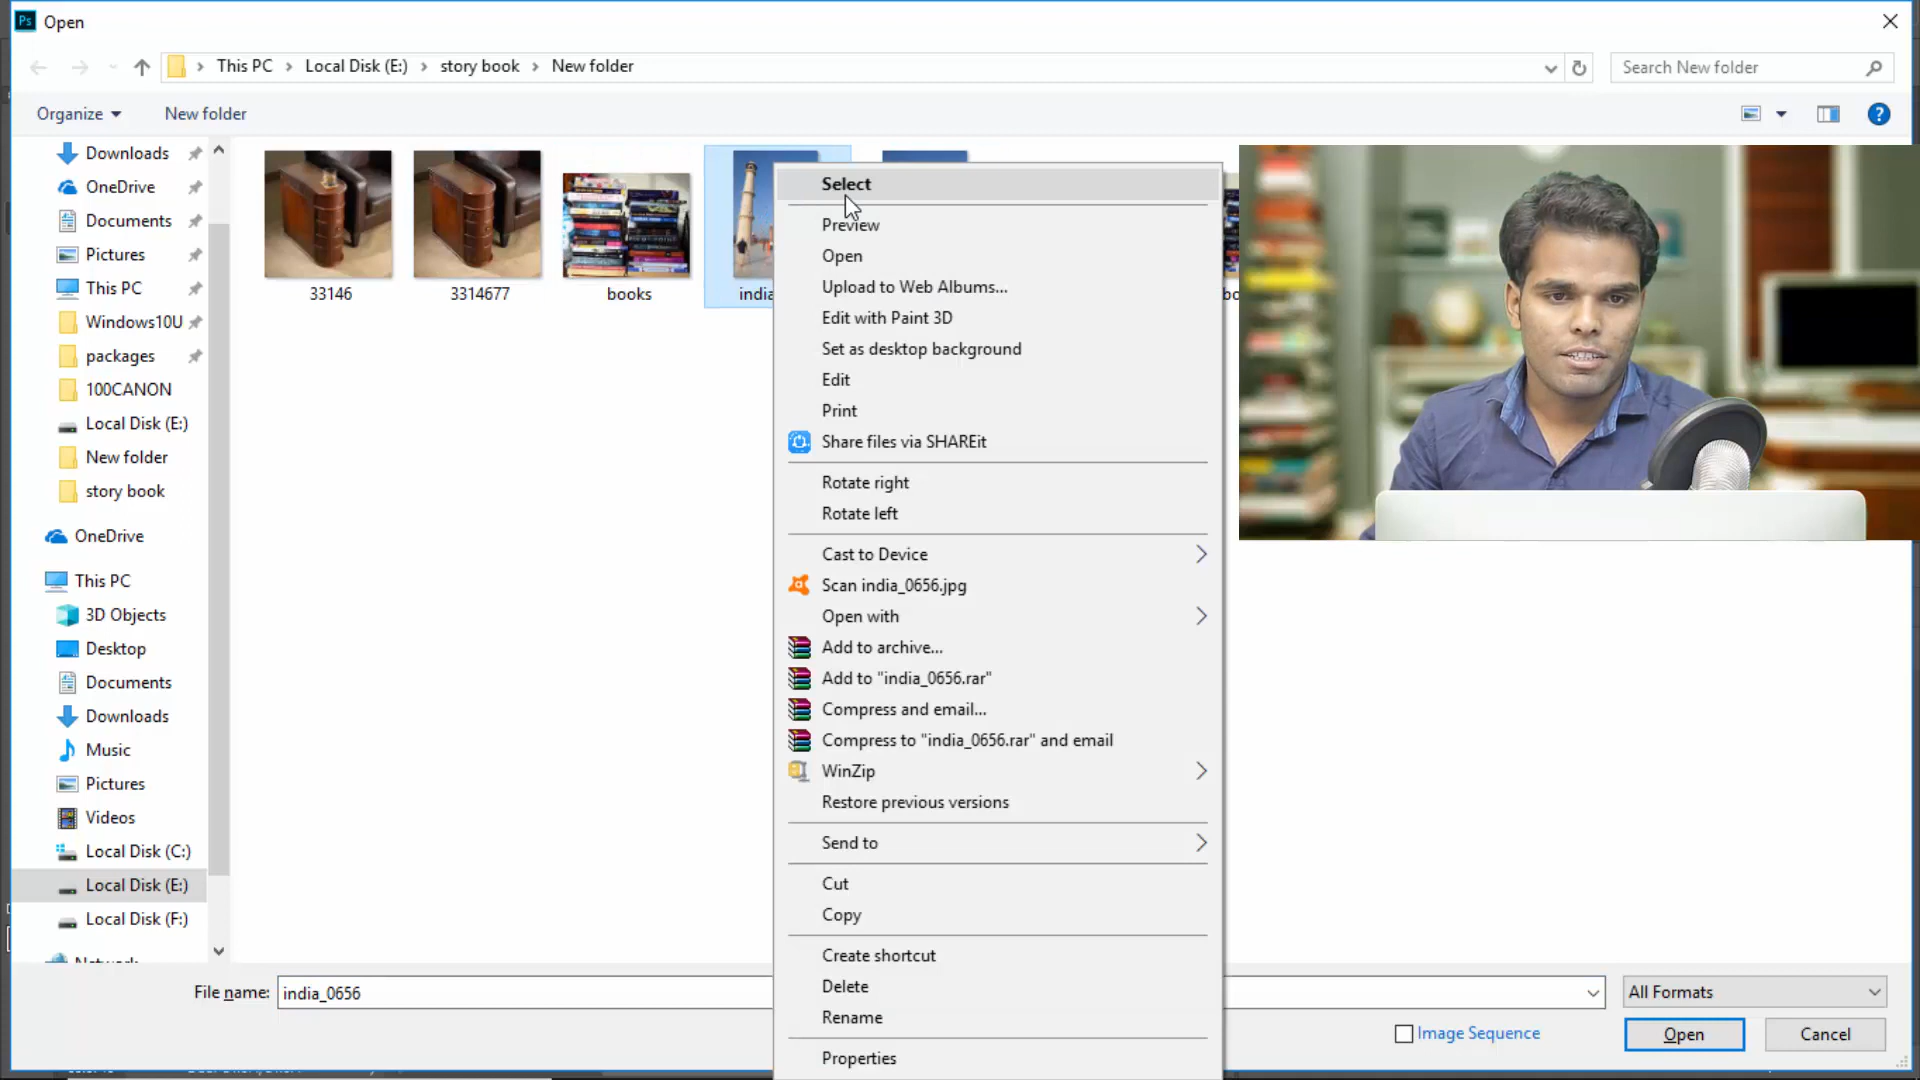 Ps Open
This PC
Local Disk (E:)
story book
New folder
Search New folder
Organize
New folder
?
Downloads
OneDrive
Documents
Pictures
This PC
Windows10U
packages
100CANON
Local Disk (E:)
New folder
story book
OneDrive
This PC
3D Objects
Desktop
Documents
Downloads
Music
Pictures
Videos
Local Disk (C:)
Local Disk (E:)
Local Disk (F:)
33146
3314677
books
Select
Preview
Open
Upload to Web Albums...
Edit with Paint 3D
Set as desktop background
Edit
Print
Share files via SHAREit
Rotate right
Rotate left
Cast to Device
Scan india_0656.jpg
Open with
Add to archive...
Add to "india_0656.rar"
Compress and email...
Compress to "india_0656.rar" and email
WinZip
Restore previous versions
Send to
Cut
Copy
Create shortcut
Delete
Rename
Properties
File name: india_0656
All Formats
Image Sequence
Open
Cancel